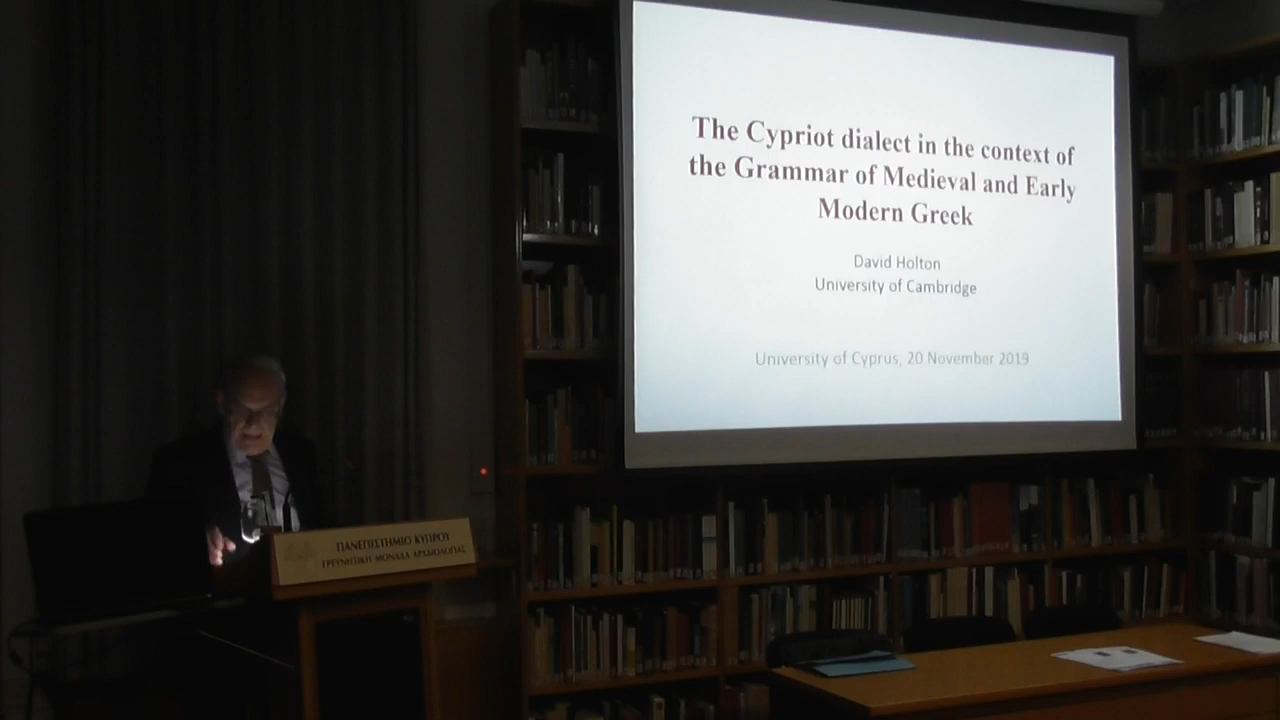 The Cypriot dialect in the context of
the Grammar of Medieval and Early
Modern Greek
David Holton
University of Cambridge
University of Cyprus, 20 November 2019
ΠΑΝΕΠΙΣΤΗΜΙΟ ΚΥΠΡΟΥ
ΕΡΕΥΝΗΤΙΚΗ ΜΟΝΑΔΑ ΑΡΧΑΙΟΛΟΓΙΑΣ